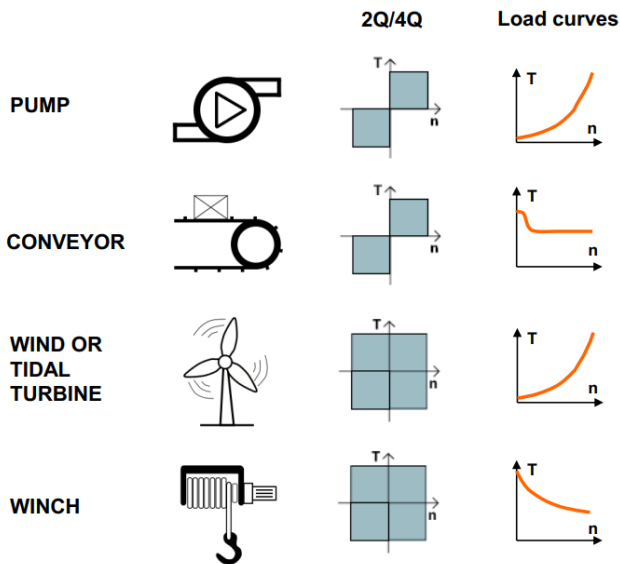 2Q/4Q Load curves
PUMP
T
n
T
n
CONVEYOR
T
n
T
n
WIND OR
TIDAL
TURBINE
T
n
T
n
WINCH
T
n
T
n